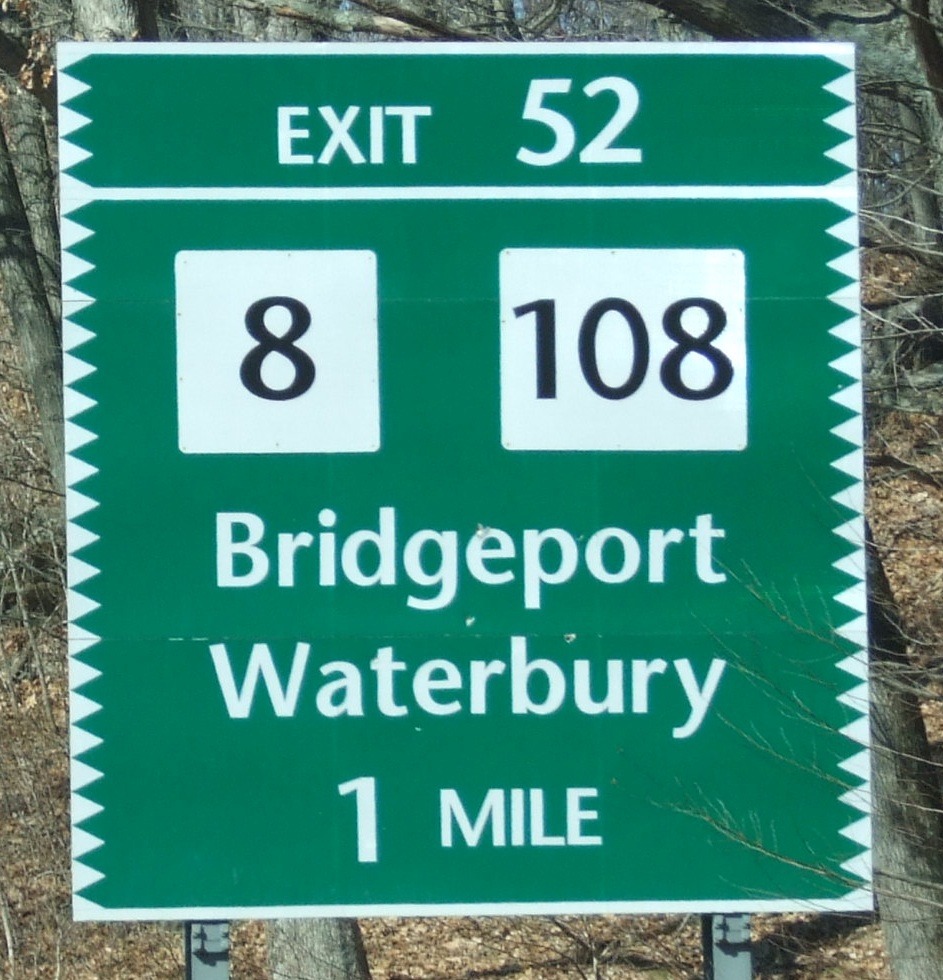 EXIT 52
8 108
Bridgeport
Waterbury
1 MILE